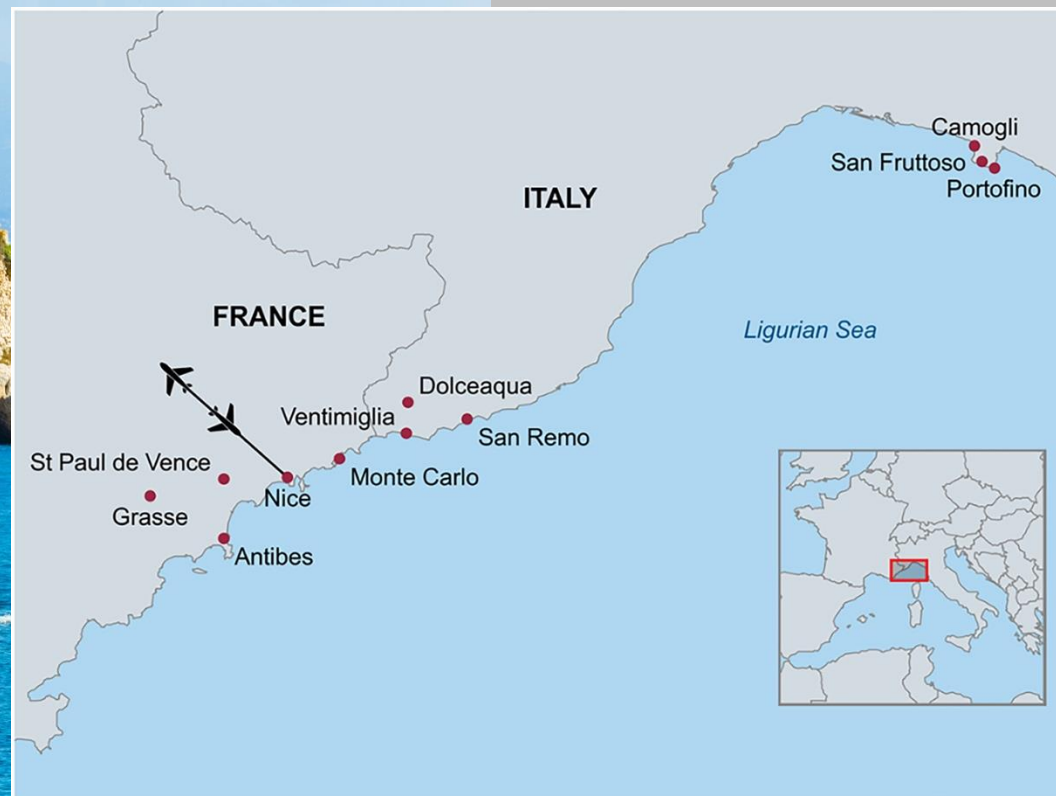 Camogli
San Fruttoso
Portofino
ITALY
FRANCE
Ligurian Sea
Dolceaqua
Ventimiglia
San Remo
St Paul de Vence
Monte Carlo
Nice
Grasse
Antibes